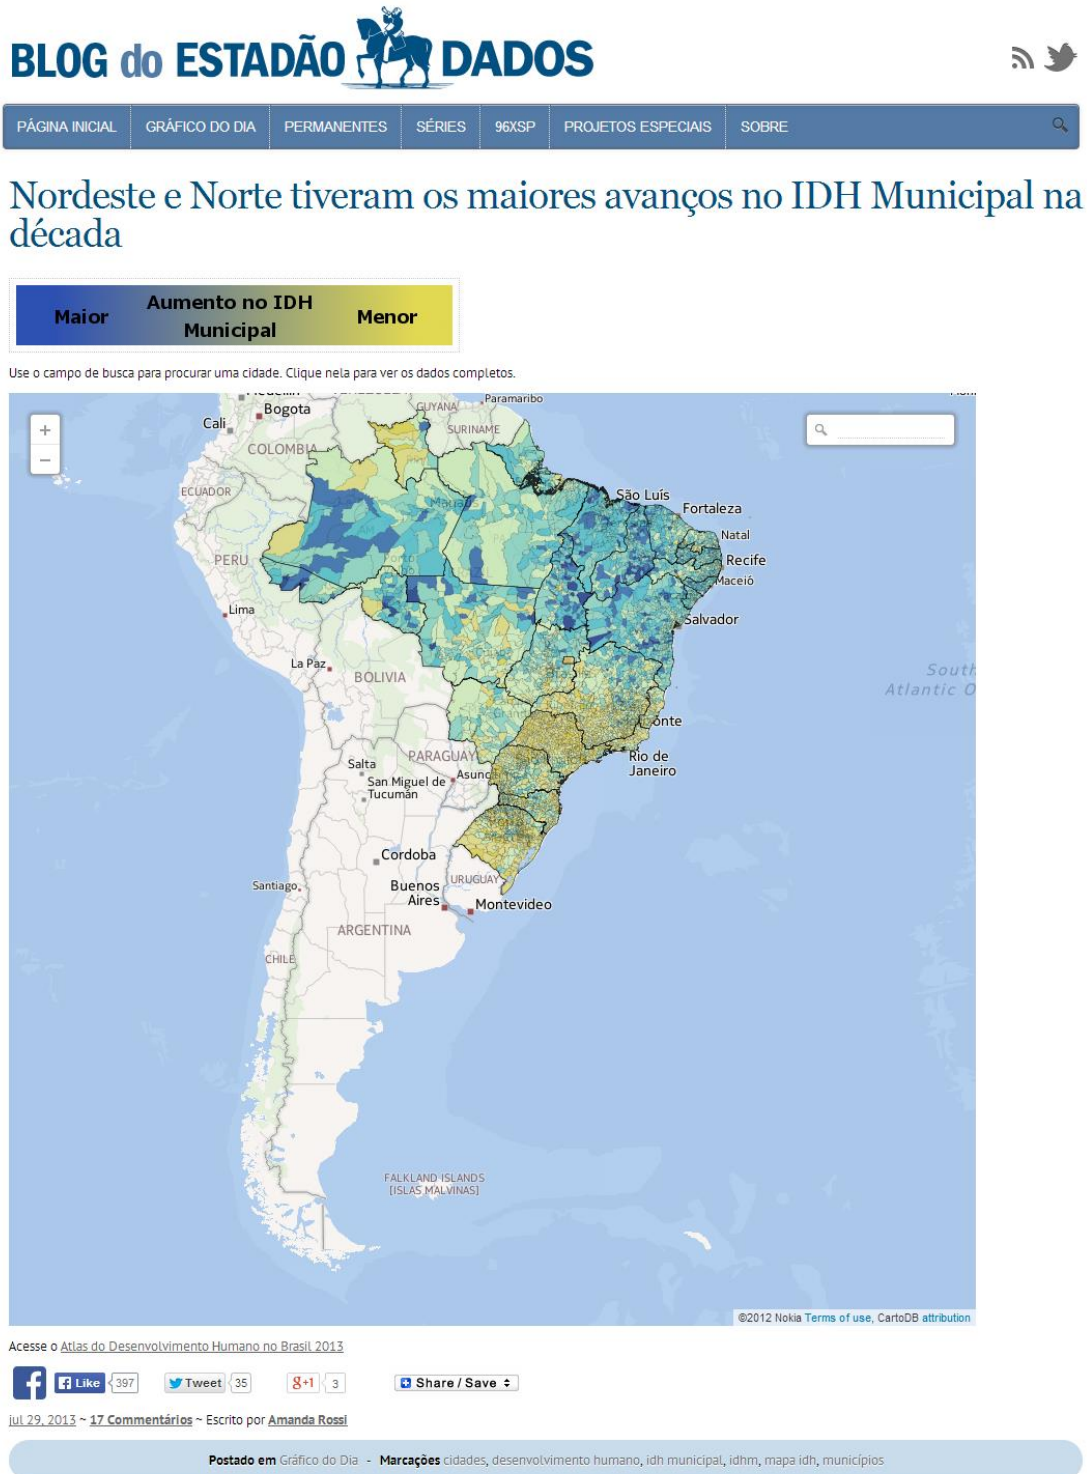 BLOG do ESTADÃO DADOS
PÁGINA INICIAL GRÁFICO DO DIA PERMANENTES SÉRIES 96XSP PROJETOS ESPECIAIS SOBRE
Nordeste e Norte tiveram os maiores avanços no IDH Municipal na
década
Maior Aumento no IDH Municipal Menor
Use o campo de busca para procurar uma cidade. Clique nela para ver os dados completos.
+
−
Bogota
Cali
COLOMBIA
GUYANA
Paramaribo
SURINAME
ECUADOR
São Luís
Fortaleza
Natal
PERU
Recife
Maceió
Lima
Salvador
La Paz
BOLIVIA
South
Atlantic O
onte
Rio de
Janeiro
PARAGUAY
Salta
Asunc
San Miguel de
Tucumán
Cordoba
Santiago
Buenos
Aires
URUGUAY
Montevideo
ARGENTINA
CHILE
FALKLAND ISLANDS
[ISLAS MALVINAS]
©2012 Nokia Terms of use, CartoDB attribution
Acesse o Atlas do Desenvolvimento Humano no Brasil 2013
f Like 397 Tweet 35 g+1 3 Share / Save
jul 29, 2013 ~ 17 Commentários ~ Escrito por Amanda Rossi
Postado em Gráfico do Dia - Marcações cidades, desenvolvimento humano, idh municipal, idhm, mapa idh, municípios